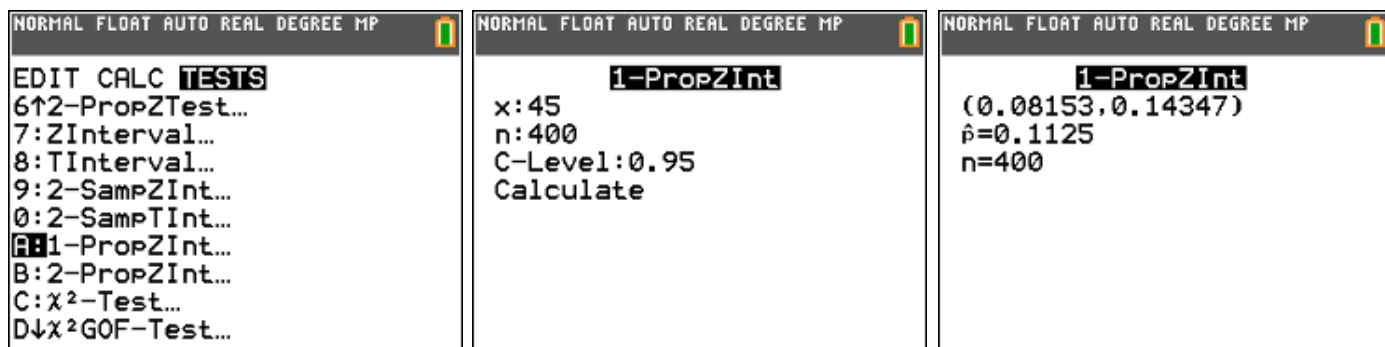 NORMAL FLOAT AUTO REAL DEGREE MP
EDIT CALC TESTS
6↑2-PropZTest…
7:ZInterval…
8:TInterval…
9:2-SampZInt…
0:2-SampTInt…
A:1-PropZInt…
B:2-PropZInt…
C:χ²-Test…
D↓χ²GOF-Test…
NORMAL FLOAT AUTO REAL DEGREE MP
1-PropZInt
x:45
n:400
C-Level:0.95
Calculate
NORMAL FLOAT AUTO REAL DEGREE MP
1-PropZInt
(0.08153,0.14347)
p̂=0.1125
n=400